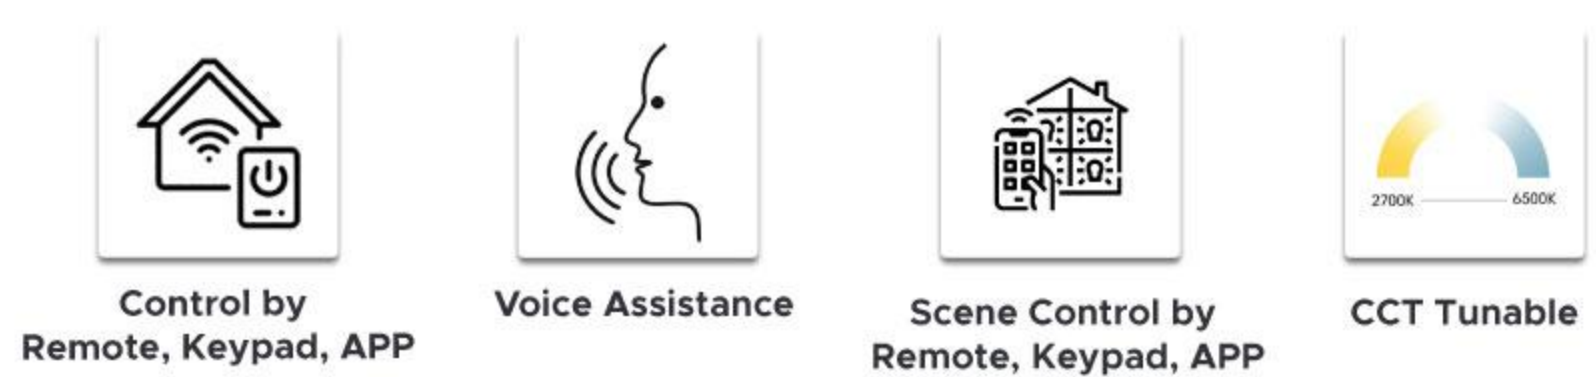 Control by
Remote, Keypad, APP
Voice Assistance
Scene Control by
Remote, Keypad, APP
2700K
6500K
CCT Tunable